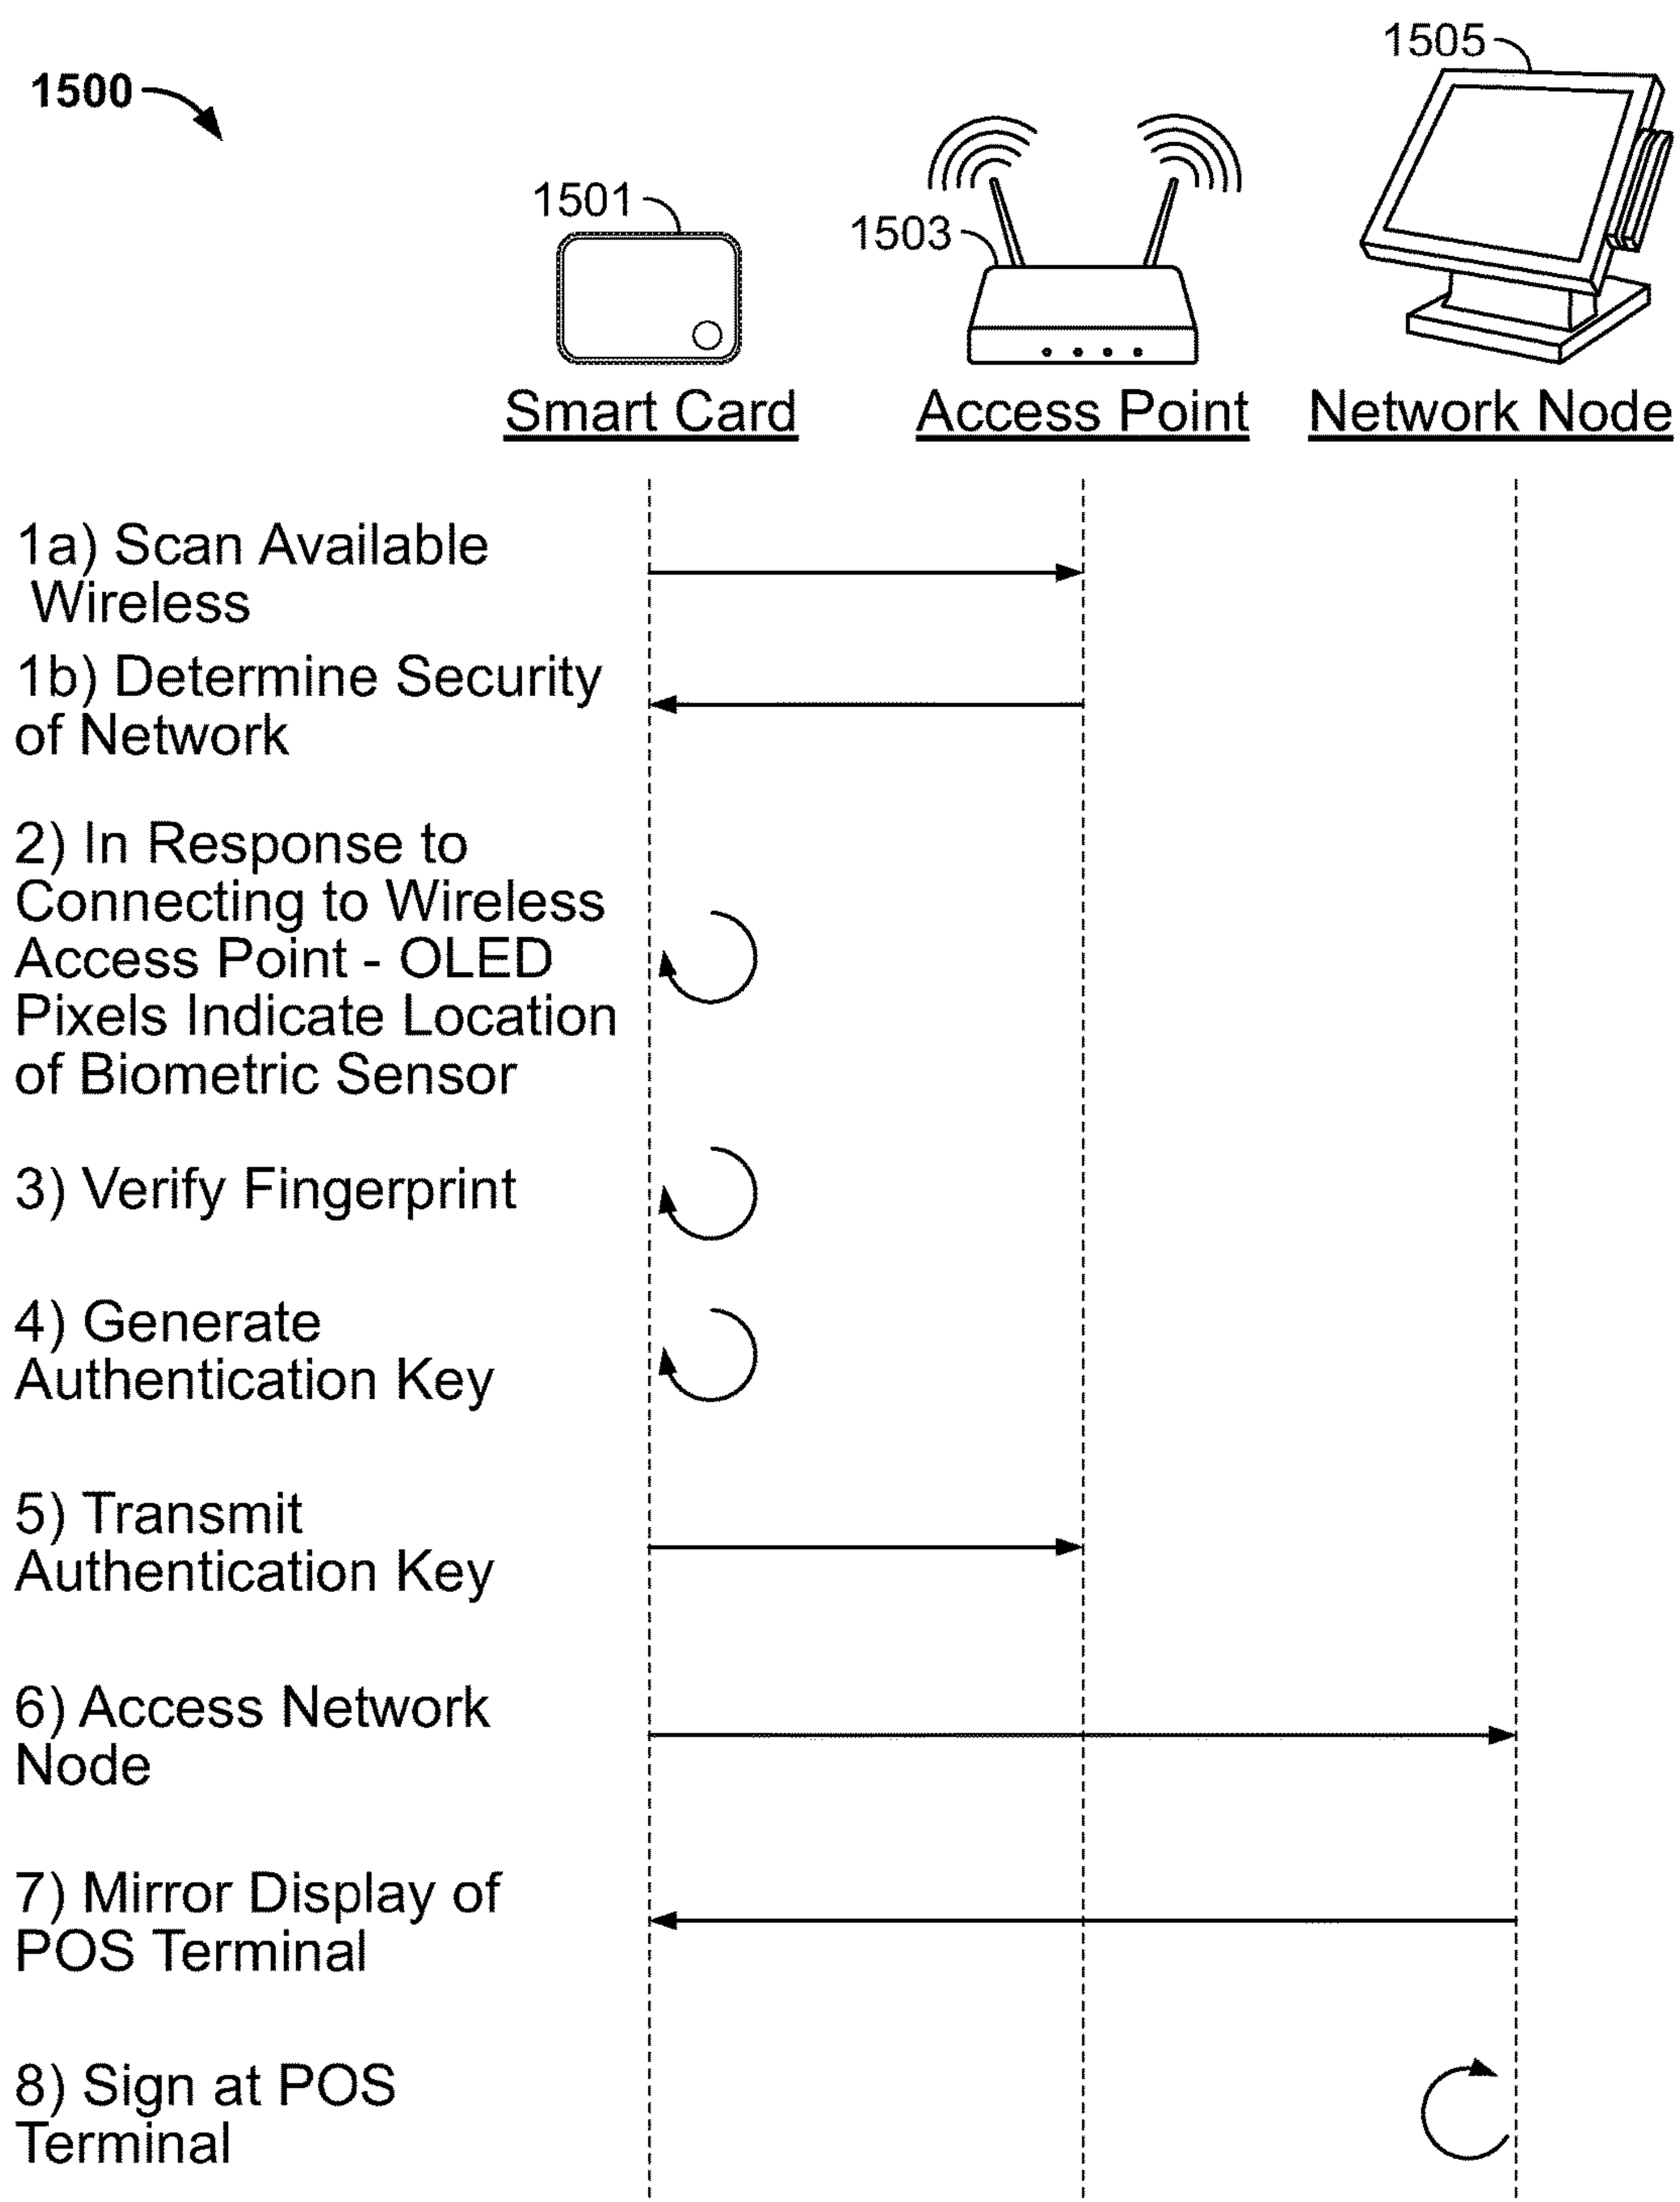 1505
1500
1501
1503
Smart Card
Access Point
Network Node
1a) Scan Available
Wireless
1b) Determine Security
of Network
2) In Response to
Connecting to Wireless
Access Point - OLED
Pixels Indicate Location
of Biometric Sensor
3) Verify Fingerprint
4) Generate
Authentication Key
5) Transmit
Authentication Key
6) Access Network
Node
7) Mirror Display of
POS Terminal
8) Sign at POS
Terminal